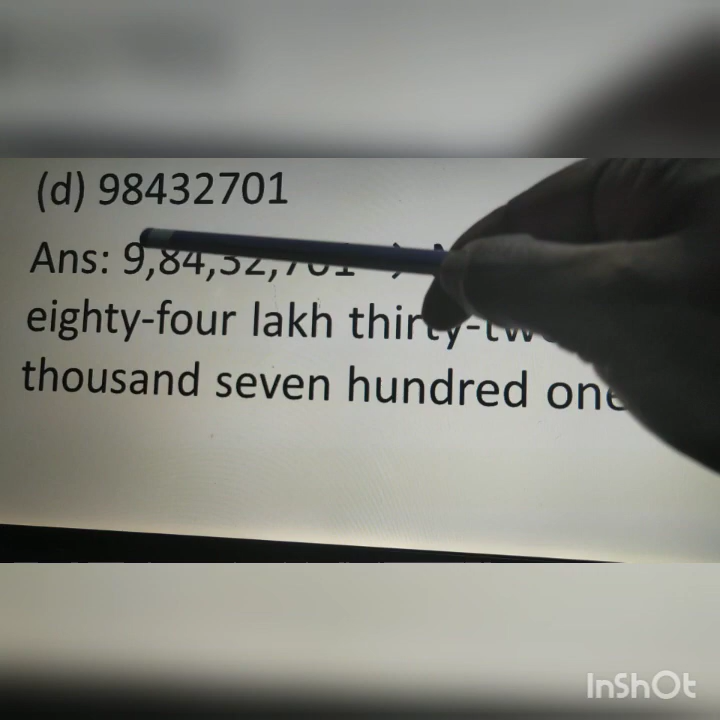 (d) 98432701
Ans: 9,84,32,701
eighty-four lakh thirty-two
thousand seven hundred one
InShOt